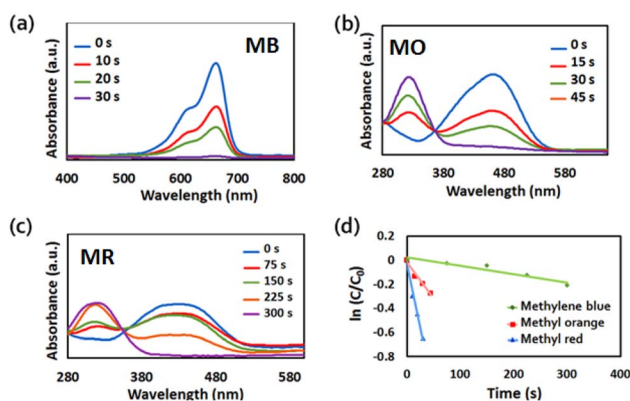 (a)
MB
0 s
10 s
20 s
30 s
Absorbance (a.u.)
400 500 600 700 800
Wavelength (nm)
(b)
MO
0 s
15 s
30 s
45 s
Absorbance (a.u.)
280 380 480 580
Wavelength (nm)
(c)
MR
0 s
75 s
150 s
225 s
300 s
Absorbance (a.u.)
280 380 480 580
Wavelength (nm)
(d)
ln (C/C0)
0.2
0
-0.2
-0.4
-0.6
-0.8
Methylene blue
Methyl orange
Methyl red
0 100 200 300 400
Time (s)